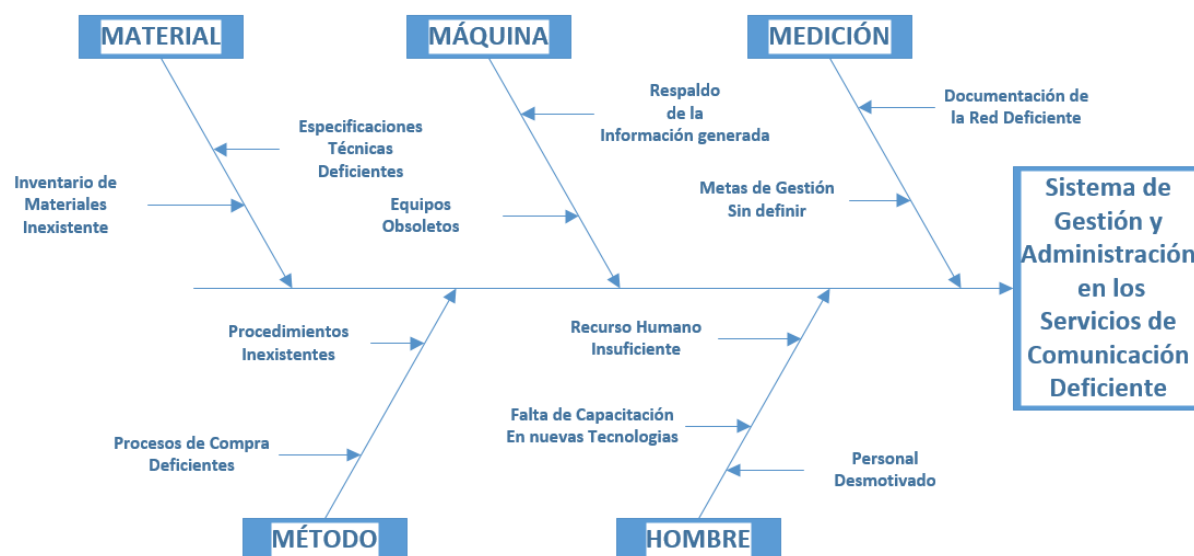 MATERIAL
MÁQUINA
MEDICIÓN
Especificaciones
Técnicas
Deficientes
Inventario de
Materiales
Inexistente
Respaldo
de la
Información generada
Equipos
Obsoletos
Documentación de
la Red Deficiente
Metas de Gestión
Sin definir
Sistema de
Gestión y
Administración
en los
Servicios de
Comunicación
Deficiente
Procedimientos
Inexistentes
Procesos de Compra
Deficientes
Recurso Humano
Insuficiente
Falta de Capacitación
En nuevas Tecnologias
Personal
Desmotivado
MÉTODO
HOMBRE